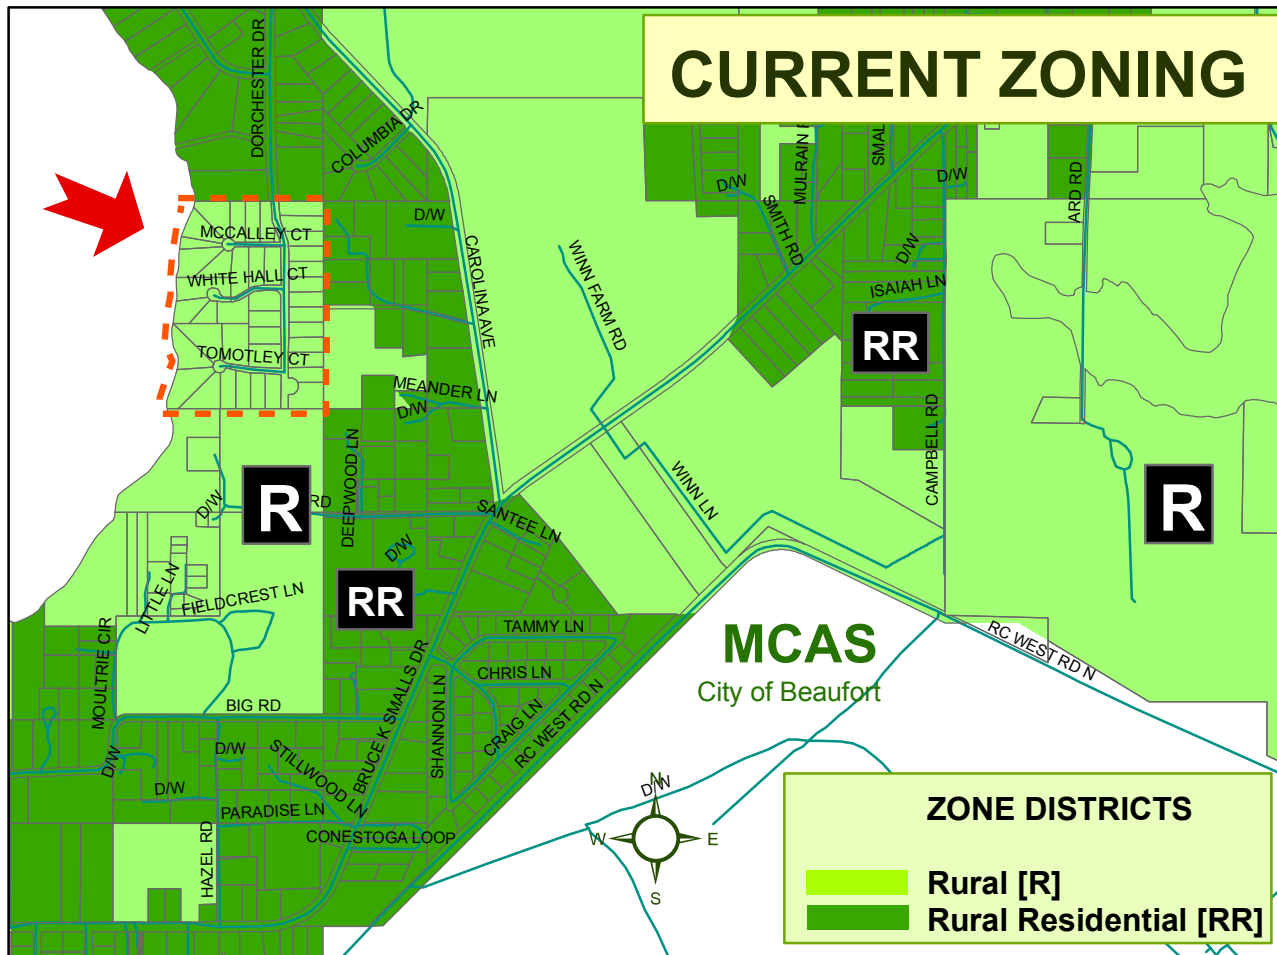 CURRENT ZONING
DORCHESTER DR
COLUMBIA DR
MCCALLEY CT
WHITE HALL CT
TOMOTLEY CT
D/W
CAROLINA AVE
MEANDER LN
D/W
DEEPWOOD LN
WINN FARM RD
D/W
SMITH RD
MULRAIN
SMAL
D/W
D/W
ISAIAH LN
RR
CAMPBELL RD
ARD RD
R
R
RD
D/W
SANTEE LN
D/W
WINN LN
RR
LITTLE LN
FIELDCREST LN
MOULTRIE CIR
BIG RD
D/W
D/W
D/W
STILLWOOD LN
PARADISE LN
HAZEL RD
CONESTOGA LOOP
BRUCE K SMALLS DR
SHANNON LN
TAMMY LN
CHRIS LN
CRAIG LN
RC WEST RD N
MCAS
City of Beaufort
RC WEST RD N
D/W
N
W
E
S
ZONE DISTRICTS
Rural [R]
Rural Residential [RR]